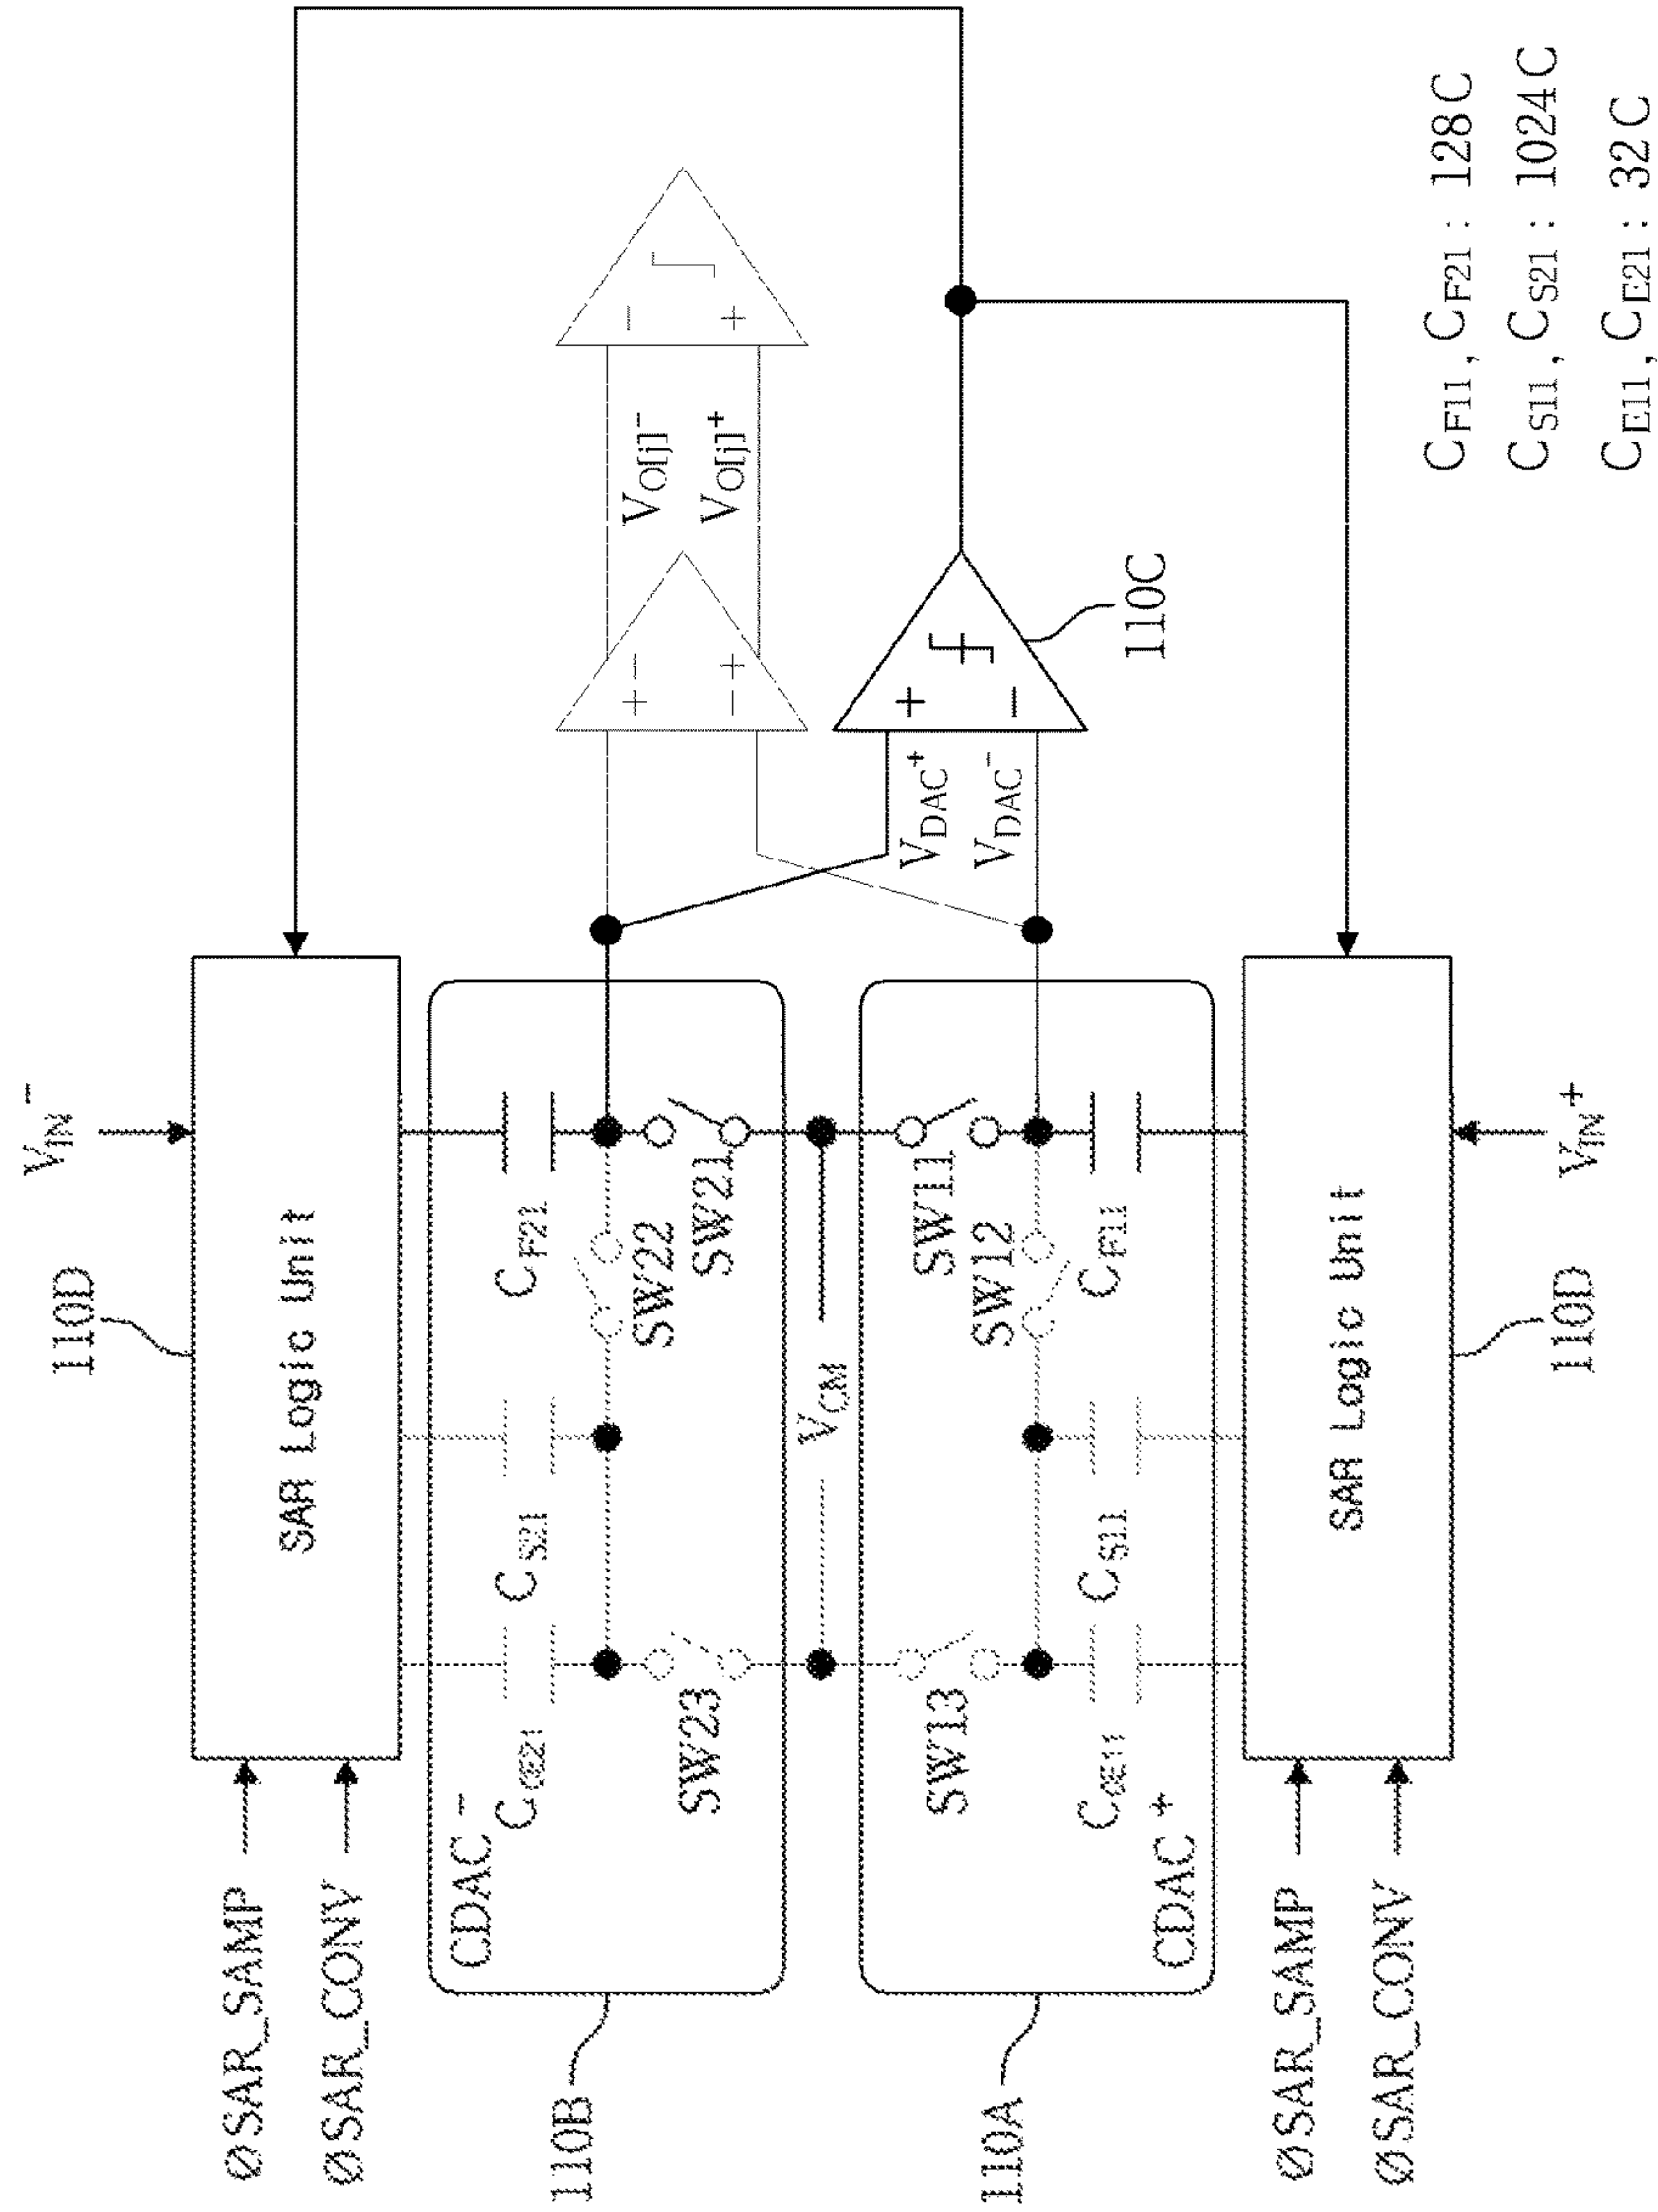 V_IN^-
110D
SAR Logic Unit
ØSAR_SAMP
ØSAR_CONV
CDAC^-
C_CE21
C_S21
C_F21
SW23
SW22
SW21
110B
V_CM
V_O[j]^-
V_O[j]^+
+ - - +
- +
V_DAC^+
V_DAC^-
+ -
110C
SW13
SW12
SW11
C_CE11
C_S11
C_F11
CDAC^+
110A
SAR Logic Unit
ØSAR_SAMP
ØSAR_CONV
110D
V_IN^+
C_F11, C_F21 : 128C
C_S11, C_S21 : 1024C
C_E11, C_E21 : 32C